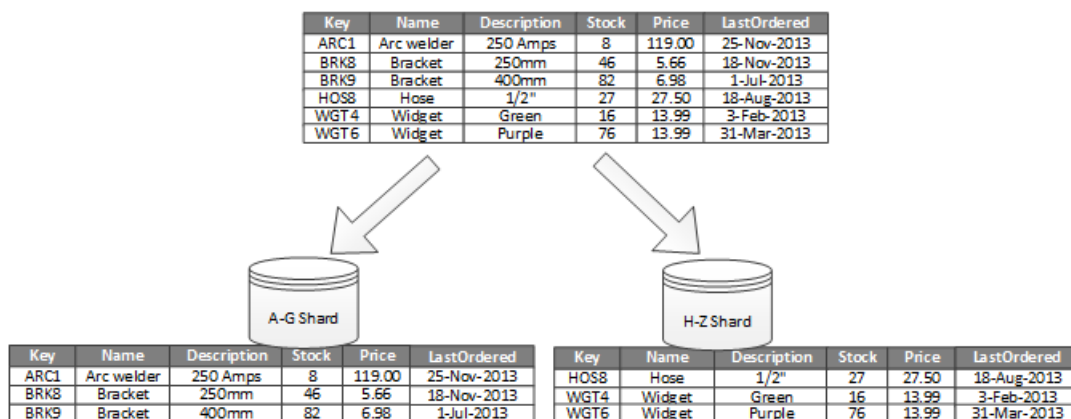 Key Name Description Stock Price LastOrdered
ARC1 Arc welder 250 Amps 8 119.00 25-Nov-2013
BRK8 Bracket 250mm 46 5.66 18-Nov-2013
BRK9 Bracket 400mm 82 6.98 1-Jul-2013
HOS8 Hose 1/2" 27 27.50 18-Aug-2013
WGT4 Widget Green 16 13.99 3-Feb-2013
WGT6 Widget Purple 76 13.99 31-Mar-2013
A-G Shard
Key Name Description Stock Price LastOrdered
ARC1 Arc welder 250 Amps 8 119.00 25-Nov-2013
BRK8 Bracket 250mm 46 5.66 18-Nov-2013
BRK9 Bracket 400mm 82 6.98 1-Jul-2013
H-Z Shard
Key Name Description Stock Price LastOrdered
HOS8 Hose 1/2" 27 27.50 18-Aug-2013
WGT4 Widget Green 16 13.99 3-Feb-2013
WGT6 Widget Purple 76 13.99 31-Mar-2013